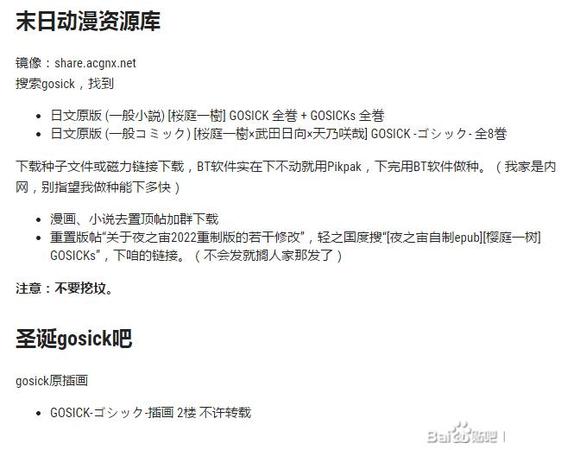 末日动漫资源库
镜像：share.acgnx.net
搜索gosick，找到
日文原版 (一般小説) [桜庭一樹] GOSICK 全巻 + GOSICKs 全巻
日文原版 (一般コミック) [桜庭一樹×武田日向×天乃咲哉] GOSICK -ゴシック- 全8巻
下载种子文件或磁力链接下载，BT软件实在下不动就用Pikpak，下完用BT软件做种。（我家是内
网，别指望我做种能下多快）
漫画、小说去置顶帖加群下载
重置版帖“关于夜之宙2022重制版的若干修改”，轻之国度搜“[夜之宙自制epub][樱庭一树]
GOSICKs”，下咱的链接。（不会发就搁人家那发了）
注意：不要挖坟。
圣诞gosick吧
gosick原插画
GOSICK-ゴシック-插画 2楼 不许转载
Baidu贴吧